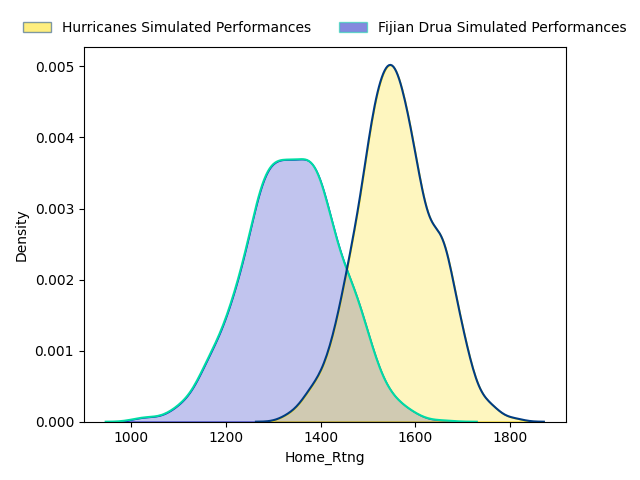 Hurricanes Simulated Performances Fijian Drua Simulated Performances
0.005
0.004
0.003
0.002
0.001
0.000
Density
1000 1200 1400 1600 1800
Home_Rtng